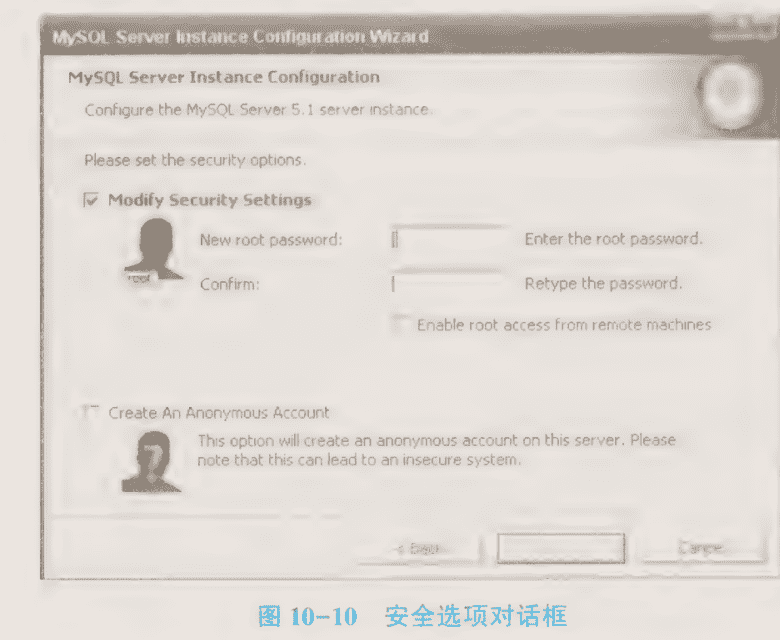 MySQL Server Instance Configuration Wizard
MySQL Server Instance Configuration
Configure the MySQL Server 5.1 server instance.
Please set the security options.
Modify Security Settings
New root password: Enter the root password.
root
Confirm: Retype the password.
Enable root access from remote machines
Create An Anonymous Account
This option will create an anonymous account on this server. Please
note that this can lead to an insecure system.
< Back Cancel
图 10-10 安全选项对话框